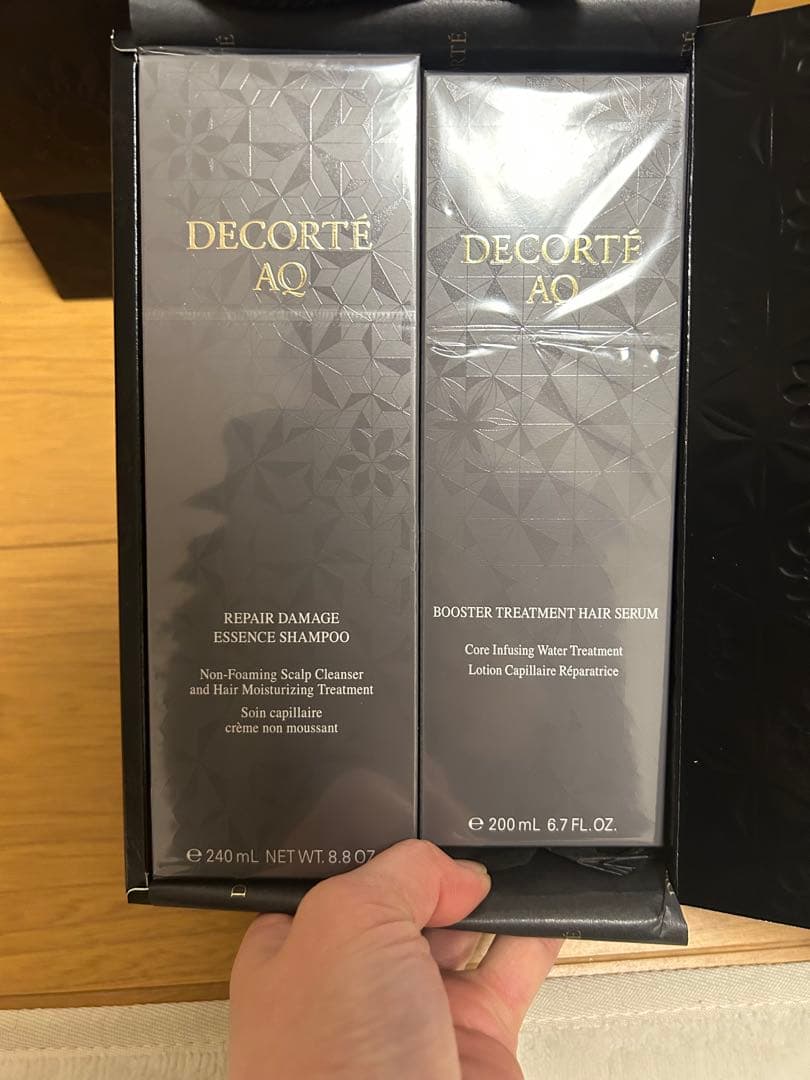 DECORTÉ
AQ
REPAIR DAMAGE
ESSENCE SHAMPOO
Non-Foaming Scalp Cleanser
and Hair Moisturizing Treatment
Soin capillaire
crème non moussant
℮ 240 mL NET WT. 8.8 OZ.
DECORTÉ
AQ
BOOSTER TREATMENT HAIR SERUM
Core Infusing Water Treatment
Lotion Capillaire Réparatrice
℮ 200 mL 6.7 FL.OZ.